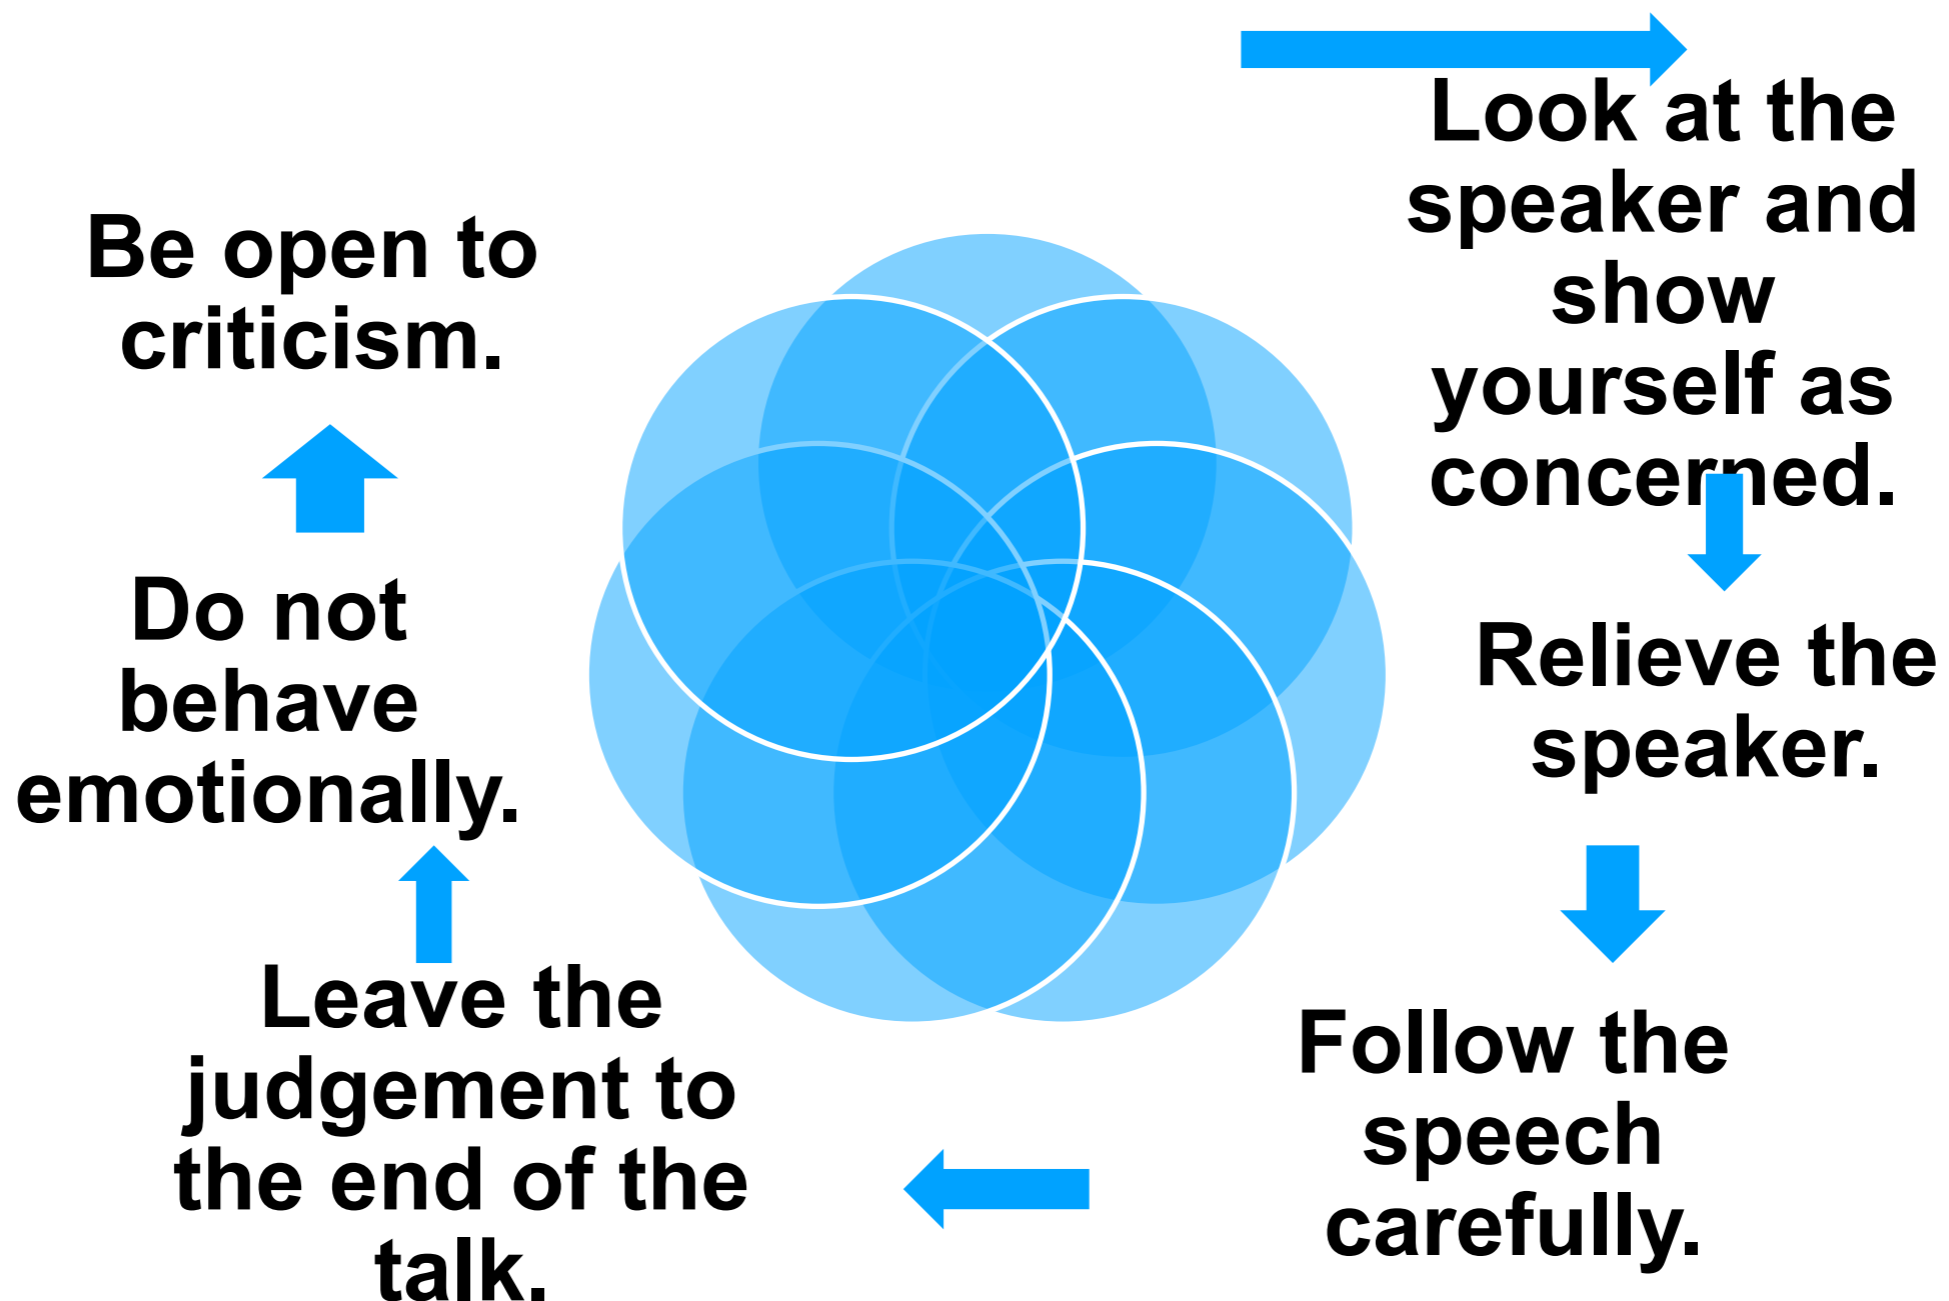 Look at the
speaker and
show
yourself as
concerned.
Relieve the
speaker.
Follow the
speech
carefully.
Leave the
judgement to
the end of the
talk.
Do not
behave
emotionally.
Be open to
criticism.